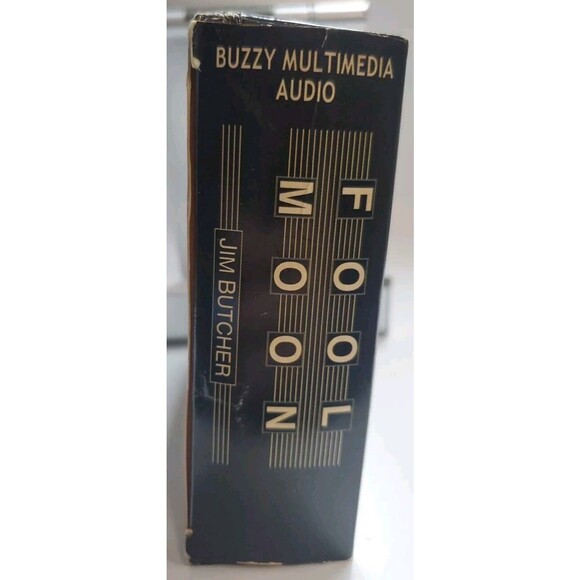 BUZZY MULTIMEDIA
AUDIO
FOOL
MOON
JIM BUTCHER